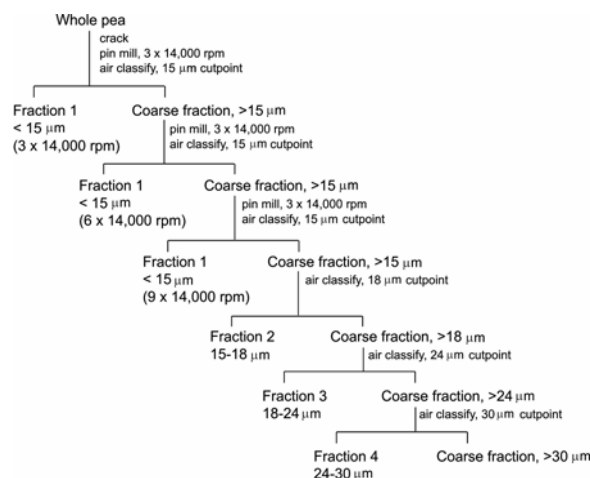 Whole pea
crack
pin mill, 3 x 14,000 rpm
air classify, 15 µm cutpoint
Fraction 1
< 15 µm
(3 x 14,000 rpm)
Coarse fraction, >15 µm
pin mill, 3 x 14,000 rpm
air classify, 15 µm cutpoint
Fraction 1
< 15 µm
(6 x 14,000 rpm)
Coarse fraction, >15 µm
pin mill, 3 x 14,000 rpm
air classify, 15 µm cutpoint
Fraction 1
< 15 µm
(9 x 14,000 rpm)
Coarse fraction, >15 µm
air classify, 18 µm cutpoint
Fraction 2
15-18 µm
Coarse fraction, >18 µm
air classify, 24 µm cutpoint
Fraction 3
18-24 µm
Coarse fraction, >24 µm
air classify, 30 µm cutpoint
Fraction 4
24-30 µm
Coarse fraction, >30 µm